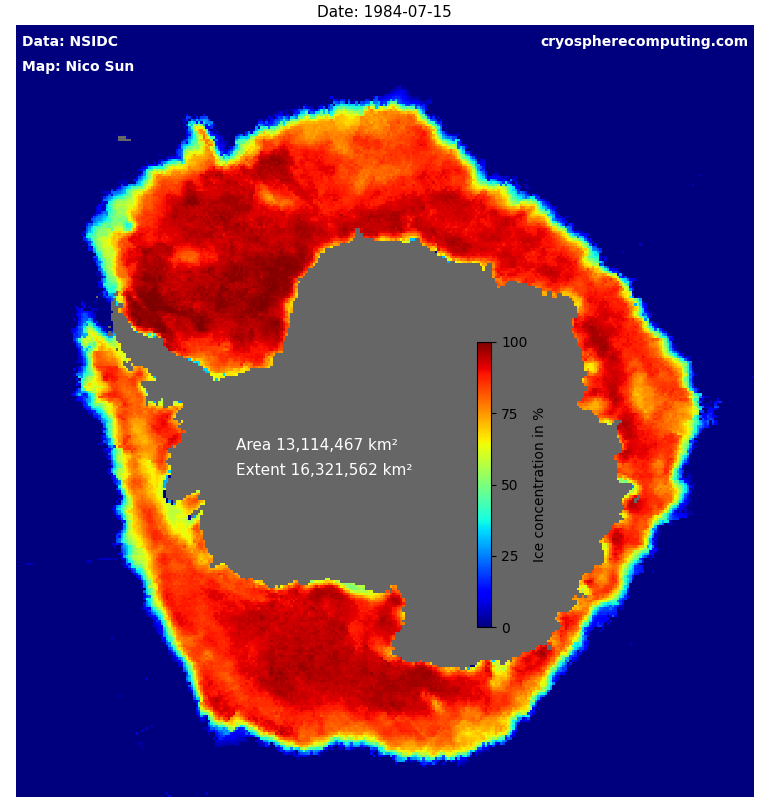 Date: 1984-07-15
Data: NSIDC
cryospherecomputing.com
Map: Nico Sun
100
75
50
25
0
Ice concentration in %
Area 13,114,467 km²
Extent 16,321,562 km²